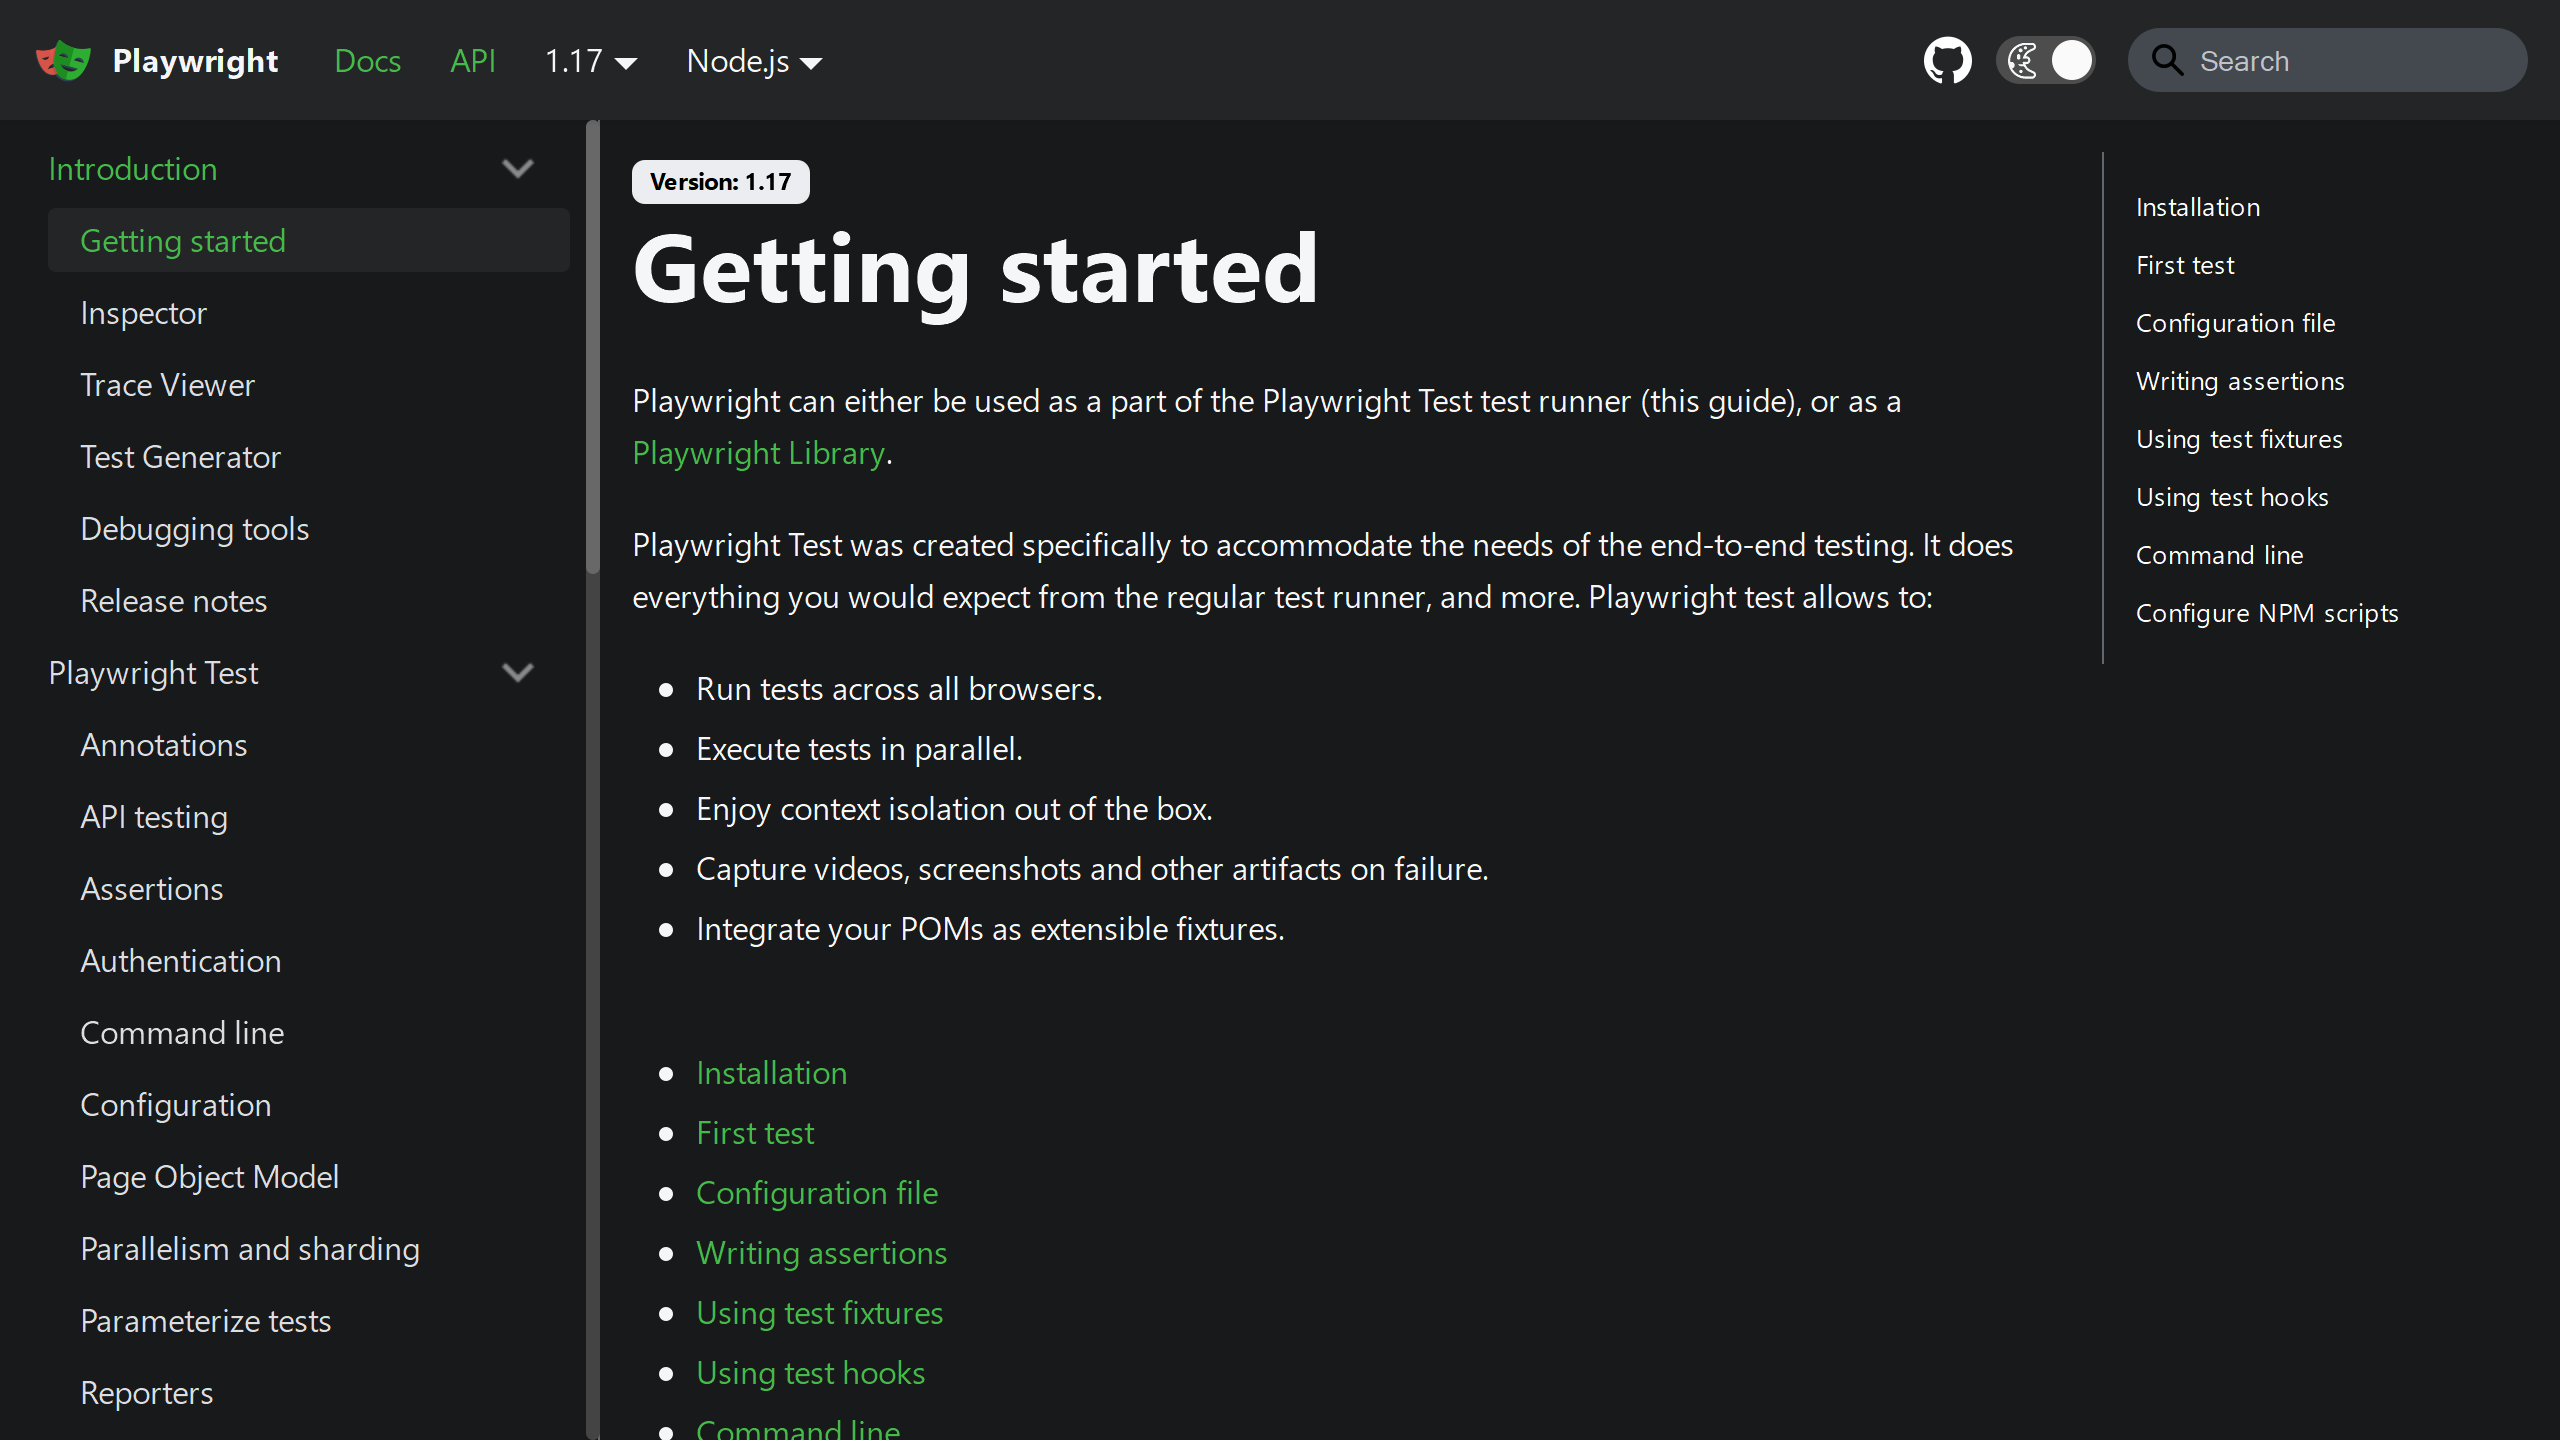 Playwright
Docs
API
1.17
Node.js
Search
Introduction
Getting started
Inspector
Trace Viewer
Test Generator
Debugging tools
Release notes
Playwright Test
Annotations
API testing
Assertions
Authentication
Command line
Configuration
Page Object Model
Parallelism and sharding
Parameterize tests
Reporters
Version: 1.17
Getting started
Playwright can either be used as a part of the Playwright Test test runner (this guide), or as a
Playwright Library.
Playwright Test was created specifically to accommodate the needs of the end-to-end testing. It does
everything you would expect from the regular test runner, and more. Playwright test allows to:
Run tests across all browsers.
Execute tests in parallel.
Enjoy context isolation out of the box.
Capture videos, screenshots and other artifacts on failure.
Integrate your POMs as extensible fixtures.
Installation
First test
Configuration file
Writing assertions
Using test fixtures
Using test hooks
Command line
Installation
First test
Configuration file
Writing assertions
Using test fixtures
Using test hooks
Command line
Configure NPM scripts